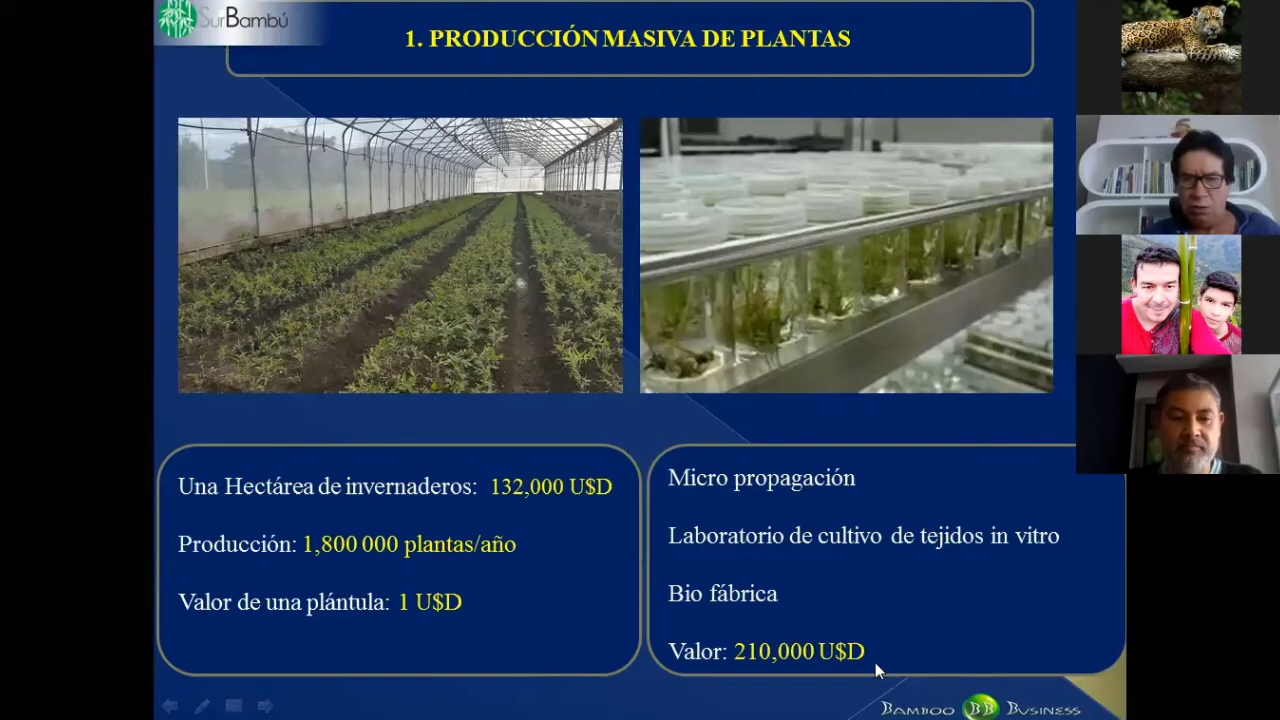 SurBambú
1. PRODUCCIÓN MASIVA DE PLANTAS
Una Hectárea de invernaderos: 132,000 U$D
Producción: 1,800 000 plantas/año
Valor de una plántula: 1 U$D
Micro propagación
Laboratorio de cultivo de tejidos in vitro
Bio fábrica
Valor: 210,000 U$D
BAMBOO BB BUSINESS